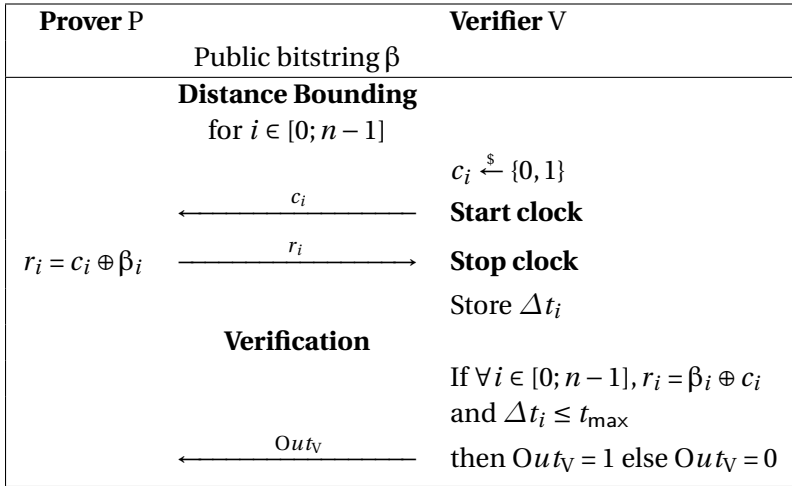 Prover P Verifier V
Public bitstring β
Distance Bounding
for i ∈ [0; n − 1]
c_i ←$ {0, 1}
c_i Start clock
r_i = c_i ⊕ β_i r_i Stop clock
Store Δt_i
Verification
If ∀i ∈ [0; n − 1], r_i = β_i ⊕ c_i
and Δt_i ≤ t_max
Out_V then Out_V = 1 else Out_V = 0